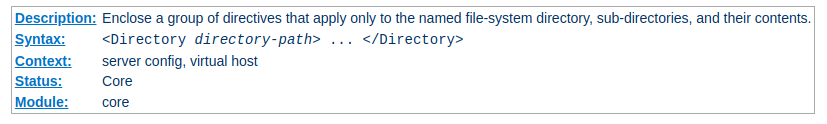 Description: Enclose a group of directives that apply only to the named file-system directory, sub-directories, and their contents.
Syntax: <Directory directory-path> ... </Directory>
Context: server config, virtual host
Status: Core
Module: core